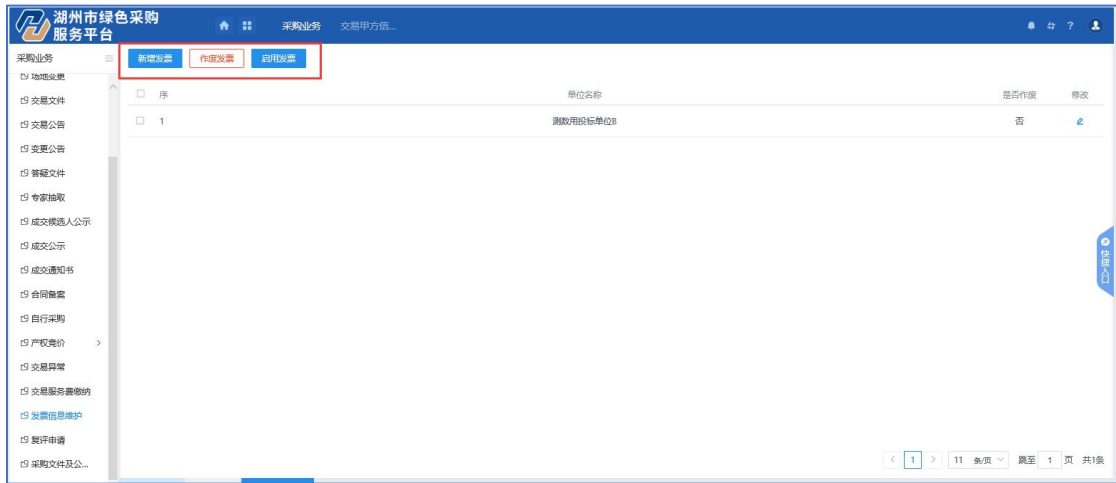 湖州市绿色采购
服务平台
采购业务 交易甲方信...
采购业务
新增发票 作废发票 启用发票
场地变更
序 单位名称 是否作废 修改
交易文件
1 测数用投标单位B 否
交易公告
变更公告
答疑文件
专家抽取
成交候选人公示
成交公示
快捷入口
成交通知书
合同备案
自行采购
产权竞价
交易异常
交易服务费缴纳
发票信息维护
复评申请
采购文件及公...
1 11 条/页 跳至 1 页 共1条